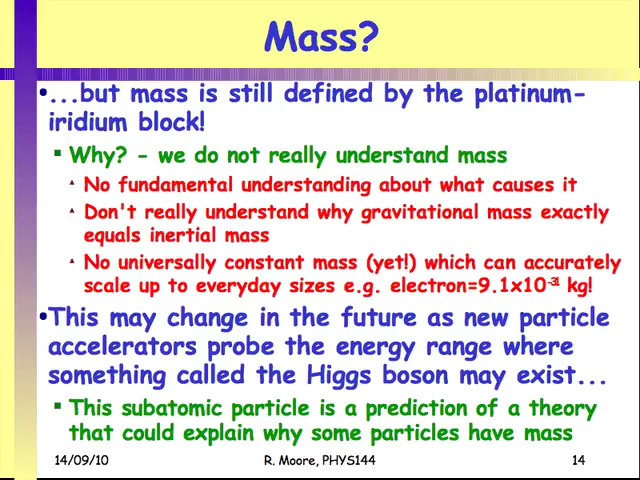 Mass?
• ...but mass is still defined by the platinum-
iridium block!
▪ Why? - we do not really understand mass
▲ No fundamental understanding about what causes it
▲ Don't really understand why gravitational mass exactly
equals inertial mass
▲ No universally constant mass (yet!) which can accurately
scale up to everyday sizes e.g. electron=9.1x10⁻³¹ kg!
• This may change in the future as new particle
accelerators probe the energy range where
something called the Higgs boson may exist...
▪ This subatomic particle is a prediction of a theory
that could explain why some particles have mass
14/09/10 R. Moore, PHYS144 14